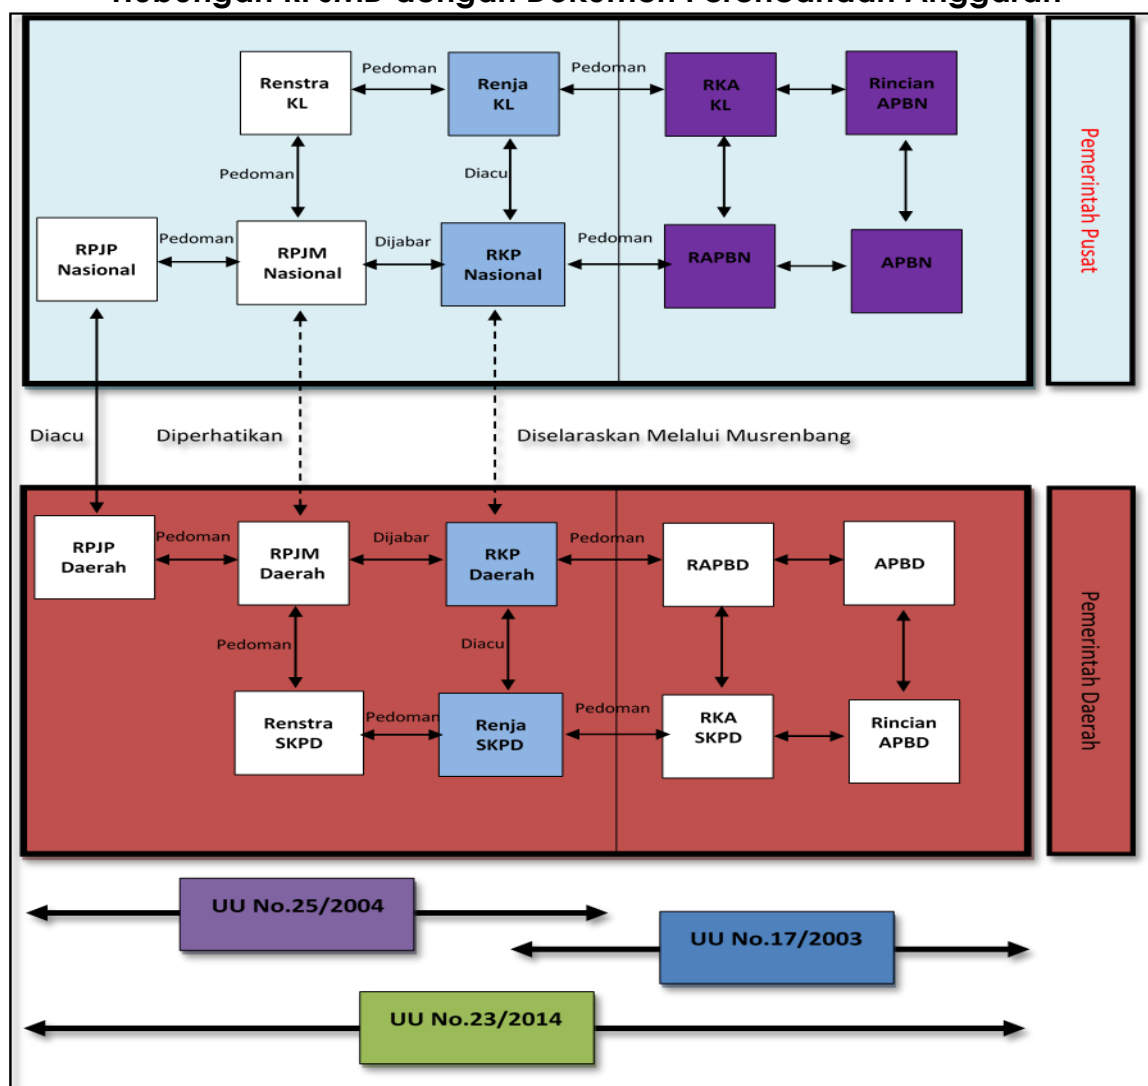 dengan
Pedoman
Pedoman
Renstra
KL
Renja
KL
RKA
KL
Rincian
APBN
Pedoman
Diacu
Pemerintah Pusat
RPJP
Nasional
Pedoman
RPJM
Nasional
Dijabar
RKP
Nasional
Pedoman
RAPBN
APBN
Diacu
Diperhatikan
Diselaraskan Melalui Musrenbang
RPJP
Daerah
Pedoman
RPJM
Daerah
Dijabar
RKP
Daerah
Pedoman
RAPBD
APBD
Pedoman
Diacu
Pemerintah Daerah
Renstra
SKPD
Pedoman
Renja
SKPD
Pedoman
RKA
SKPD
Rincian
APBD
UU No.25/2004
UU No.17/2003
UU No.23/2014